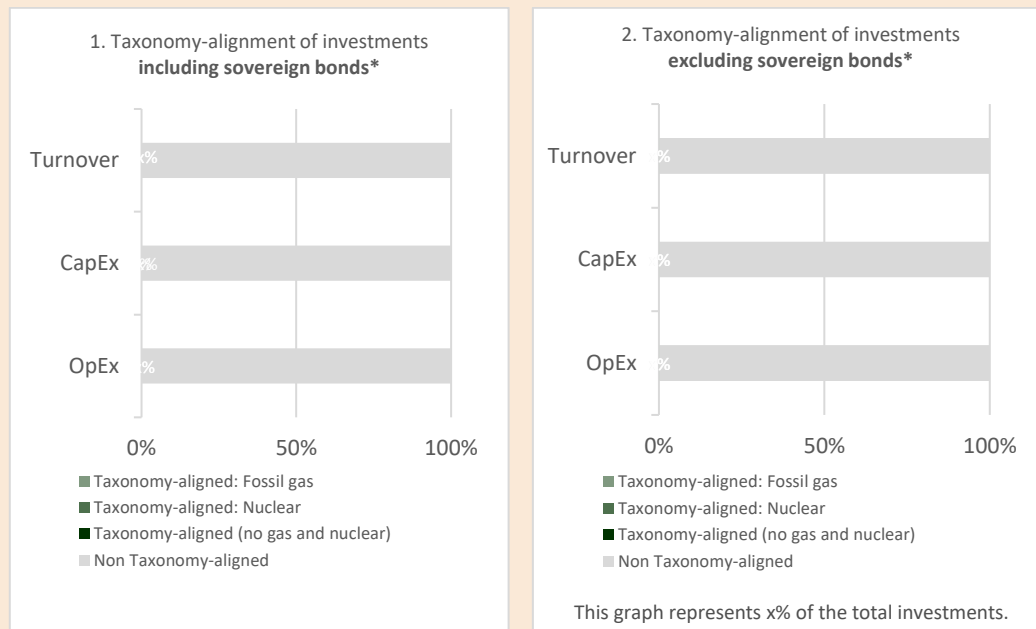 1. Taxonomy-alignment of investments
including sovereign bonds*
Turnover
x%
CapEx
%%
OpEx
%
0% 50% 100%
Taxonomy-aligned: Fossil gas
Taxonomy-aligned: Nuclear
Taxonomy-aligned (no gas and nuclear)
Non Taxonomy-aligned
2. Taxonomy-alignment of investments
excluding sovereign bonds*
Turnover
%
CapEx
%
OpEx
%
0% 50% 100%
Taxonomy-aligned: Fossil gas
Taxonomy-aligned: Nuclear
Taxonomy-aligned (no gas and nuclear)
Non Taxonomy-aligned
This graph represents x% of the total investments.